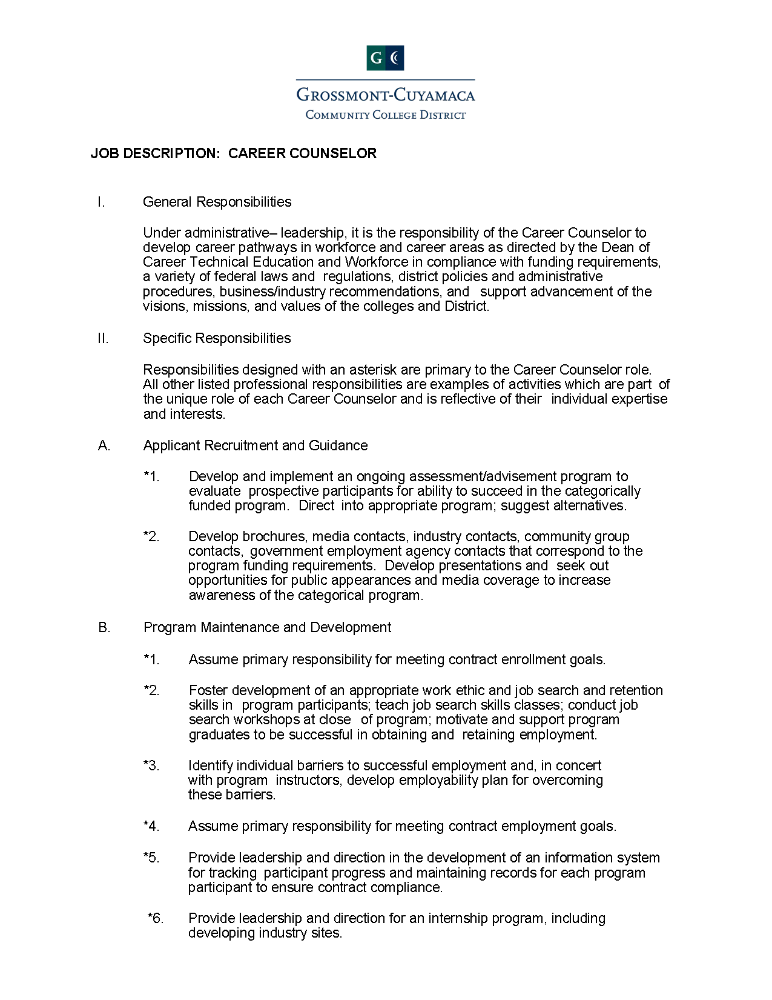 G C
GROSSMONT-CUYAMACA
COMMUNITY COLLEGE DISTRICT
JOB DESCRIPTION: CAREER COUNSELOR
I. General Responsibilities
Under administrative– leadership, it is the responsibility of the Career Counselor to
develop career pathways in workforce and career areas as directed by the Dean of
Career Technical Education and Workforce in compliance with funding requirements,
a variety of federal laws and regulations, district policies and administrative
procedures, business/industry recommendations, and support advancement of the
visions, missions, and values of the colleges and District.
II. Specific Responsibilities
Responsibilities designed with an asterisk are primary to the Career Counselor role.
All other listed professional responsibilities are examples of activities which are part of
the unique role of each Career Counselor and is reflective of their individual expertise
and interests.
A. Applicant Recruitment and Guidance
*1. Develop and implement an ongoing assessment/advisement program to
evaluate prospective participants for ability to succeed in the categorically
funded program. Direct into appropriate program; suggest alternatives.
*2. Develop brochures, media contacts, industry contacts, community group
contacts, government employment agency contacts that correspond to the
program funding requirements. Develop presentations and seek out
opportunities for public appearances and media coverage to increase
awareness of the categorical program.
B. Program Maintenance and Development
*1. Assume primary responsibility for meeting contract enrollment goals.
*2. Foster development of an appropriate work ethic and job search and retention
skills in program participants; teach job search skills classes; conduct job
search workshops at close of program; motivate and support program
graduates to be successful in obtaining and retaining employment.
*3. Identify individual barriers to successful employment and, in concert
with program instructors, develop employability plan for overcoming
these barriers.
*4. Assume primary responsibility for meeting contract employment goals.
*5. Provide leadership and direction in the development of an information system
for tracking participant progress and maintaining records for each program
participant to ensure contract compliance.
*6. Provide leadership and direction for an internship program, including
developing industry sites.